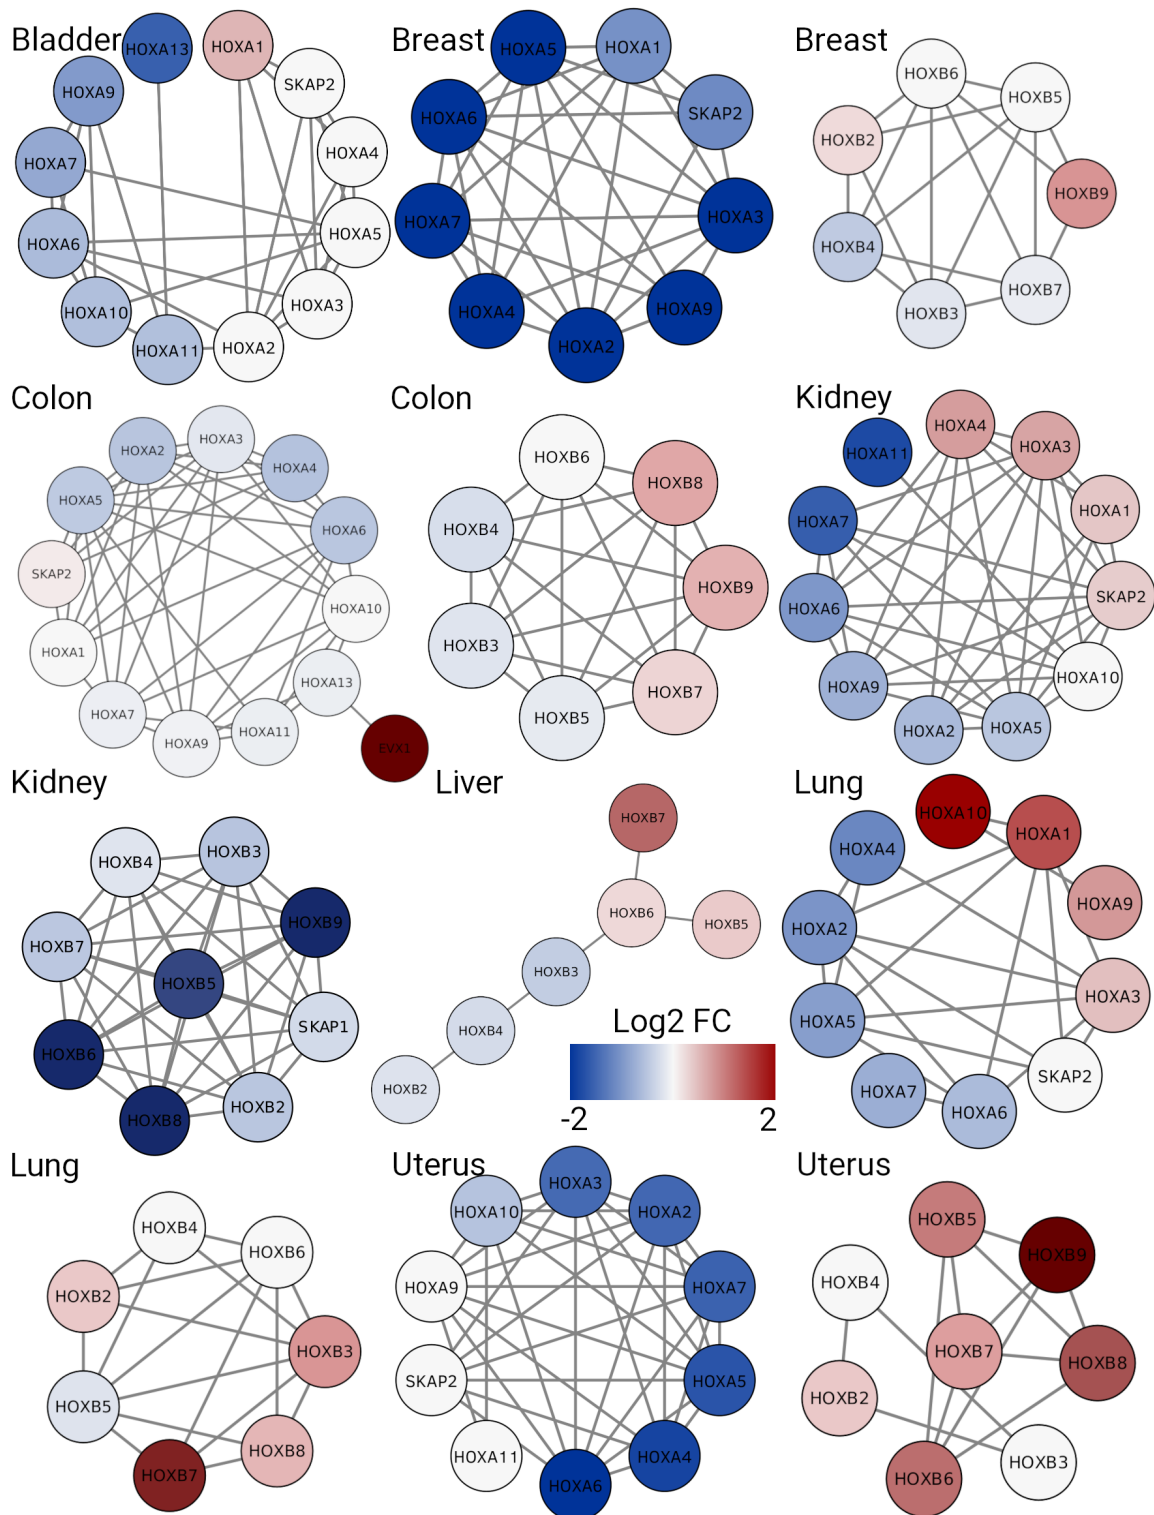 Bladder
HOXA13
HOXA1
SKAP2
HOXA9
HOXA4
HOXA7
HOXA5
HOXA6
HOXA3
HOXA10
HOXA2
HOXA11
Breast
HOXA5
HOXA1
SKAP2
HOXA6
HOXA3
HOXA7
HOXA9
HOXA4
HOXA2
Breast
HOXB6
HOXB5
HOXB2
HOXB9
HOXB4
HOXB7
HOXB3
Colon
HOXA3
HOXA2
HOXA4
HOXA5
HOXA6
SKAP2
HOXA10
HOXA1
HOXA13
HOXA7
HOXA11
HOXA9
EVX1
Colon
HOXB6
HOXB8
HOXB4
HOXB9
HOXB3
HOXB7
HOXB5
Kidney
HOXA4
HOXA3
HOXA11
HOXA1
HOXA7
SKAP2
HOXA6
HOXA10
HOXA9
HOXA5
HOXA2
Kidney
HOXB3
HOXB4
HOXB9
HOXB7
HOXB5
SKAP1
HOXB6
HOXB2
HOXB8
Liver
HOXB7
HOXB6
HOXB5
HOXB3
HOXB4
HOXB2
Log2 FC
-2
2
Lung
HOXA10
HOXA1
HOXA4
HOXA9
HOXA2
HOXA3
HOXA5
SKAP2
HOXA7
HOXA6
Lung
HOXB4
HOXB6
HOXB2
HOXB3
HOXB5
HOXB8
HOXB7
Uterus
HOXA3
HOXA10
HOXA2
HOXA9
HOXA7
SKAP2
HOXA5
HOXA11
HOXA4
HOXA6
Uterus
HOXB5
HOXB9
HOXB4
HOXB7
HOXB8
HOXB2
HOXB3
HOXB6